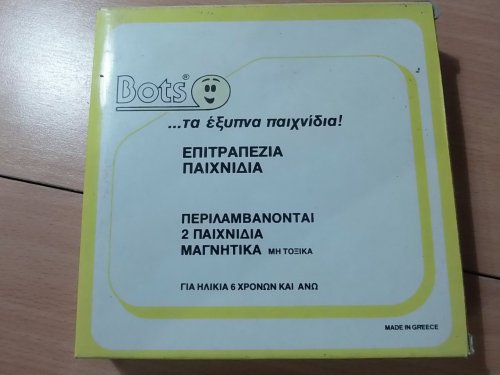 Bots®
...τα έξυπνα παιχνίδια!
ΕΠΙΤΡΑΠΕΖΙΑ
ΠΑΙΧΝΙΔΙΑ
ΠΕΡΙΛΑΜΒΑΝΟΝΤΑΙ
2 ΠΑΙΧΝΙΔΙΑ
ΜΑΓΝΗΤΙΚΑ ΜΗ ΤΟΞΙΚΑ
ΓΙΑ ΗΛΙΚΙΑ 6 ΧΡΟΝΩΝ ΚΑΙ ΑΝΩ
MADE IN GREECE